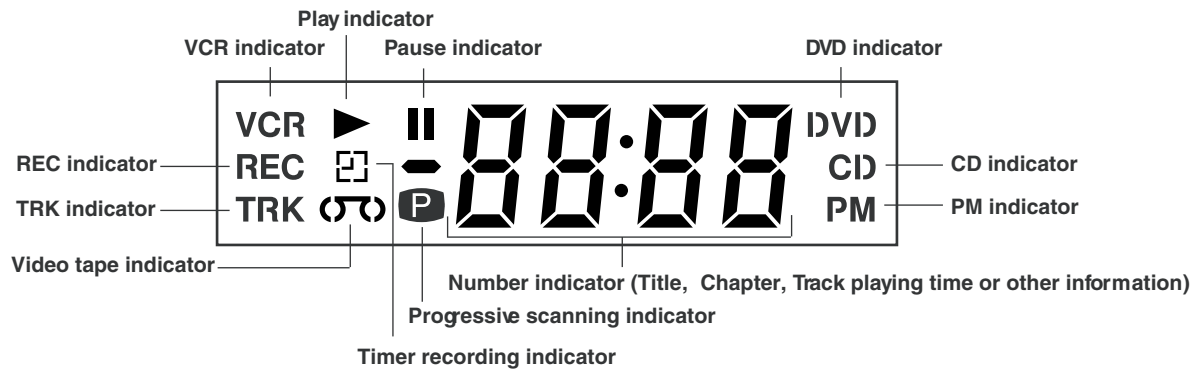 Play indicator
VCR indicator
Pause indicator
DVD indicator
VCR
88:88
DVD
REC indicator
REC
CD
CD indicator
TRK indicator
TRK
P
PM
PM indicator
Video tape indicator
Number indicator (Title, Chapter, Track playing time or other information)
Progressive scanning indicator
Timer recording indicator